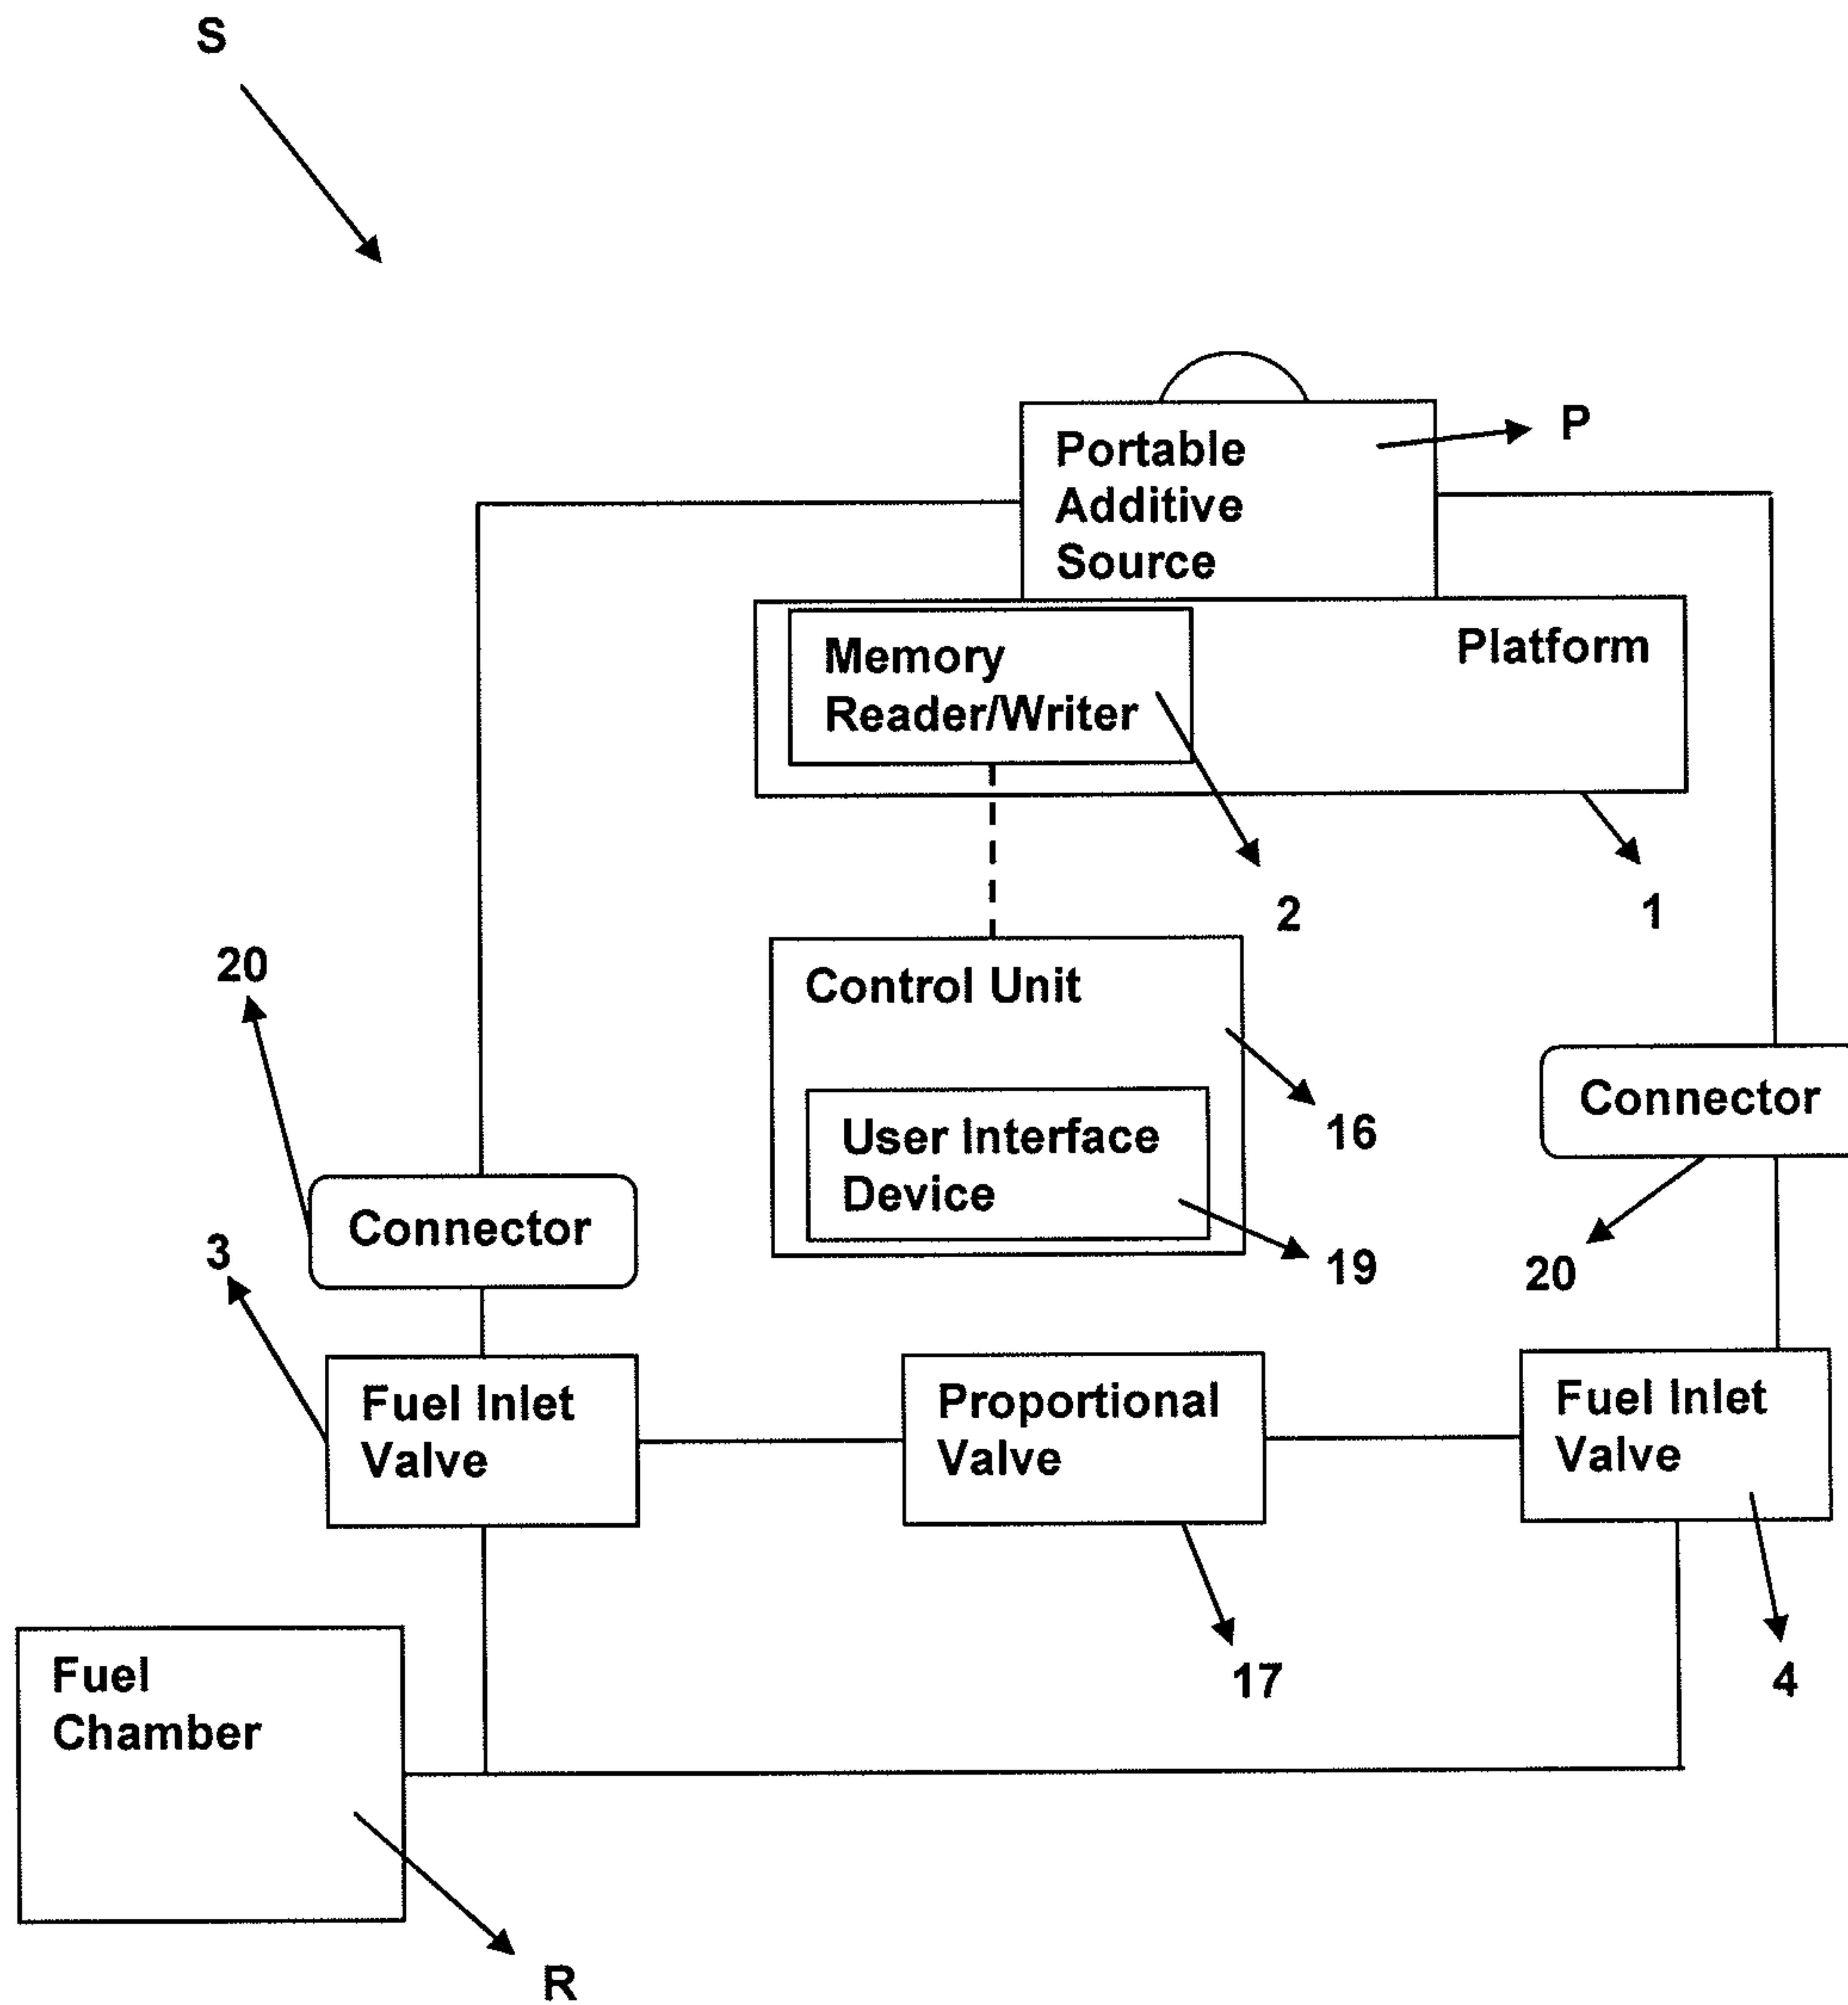 S
P
Portable
Additive
Source
Platform
Memory
Reader/Writer
2
1
20
Control Unit
Connector
16
User Interface
Device
Connector
3
19
20
Fuel Inlet
Valve
Proportional
Valve
Fuel Inlet
Valve
17
4
Fuel
Chamber
R